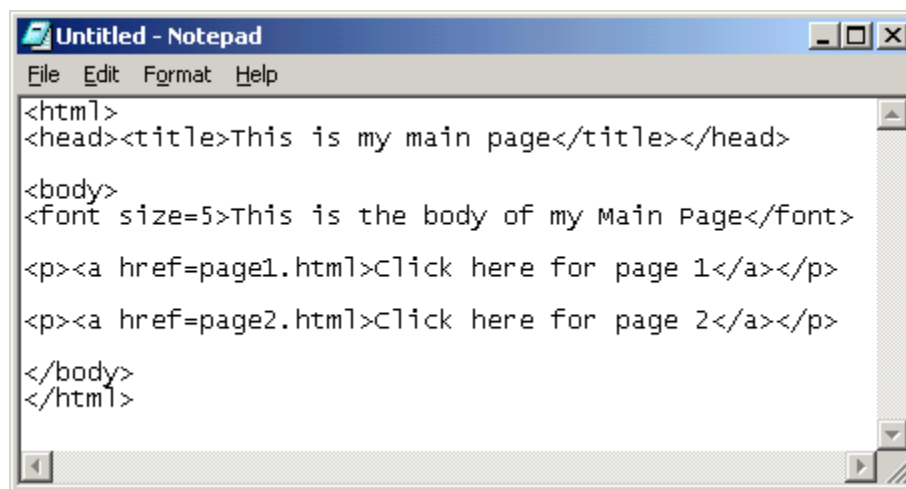 Untitled - Notepad
File Edit Format Help
<html>
<head><title>This is my main page</title></head>
<body>
<font size=5>This is the body of my Main Page</font>
<p><a href=page1.html>Click here for page 1</a></p>
<p><a href=page2.html>Click here for page 2</a></p>
</body>
</html>